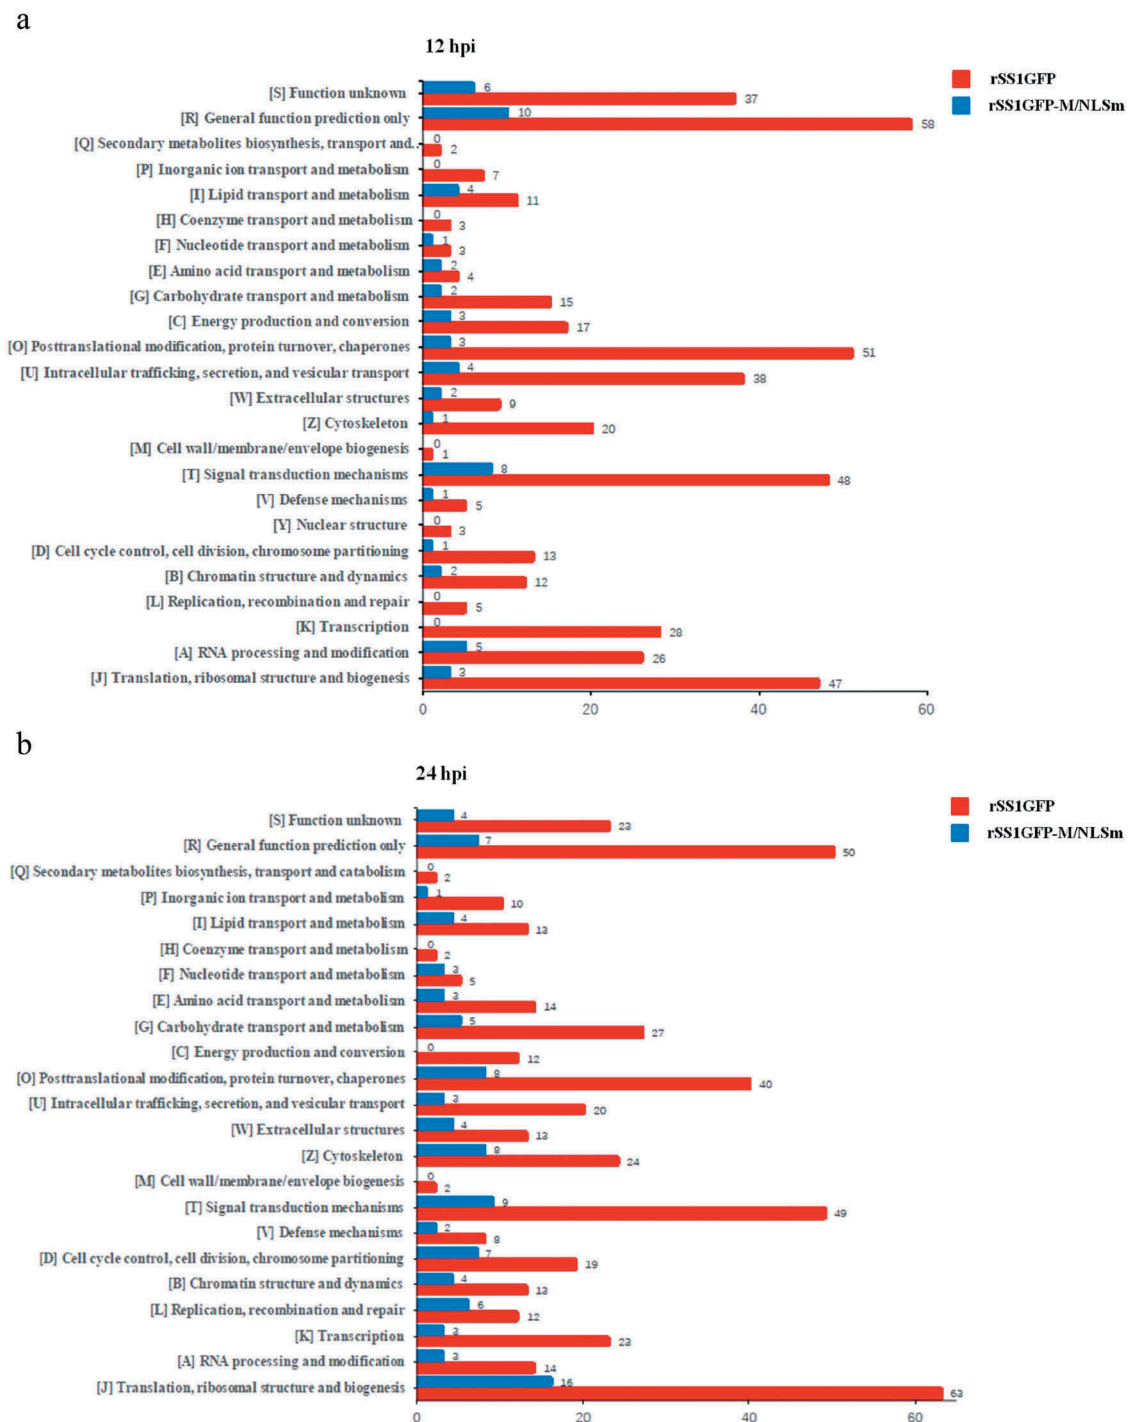 a
12 hpi
rSS1GFP
rSS1GFP-M/NLSm
[S] Function unknown 6 37
[R] General function prediction only 10 58
[Q] Secondary metabolites biosynthesis, transport and.. 0 2
[P] Inorganic ion transport and metabolism 0 7
[I] Lipid transport and metabolism 4 11
[H] Coenzyme transport and metabolism 0 3
[F] Nucleotide transport and metabolism 1 3
[E] Amino acid transport and metabolism 2 4
[G] Carbohydrate transport and metabolism 2 15
[C] Energy production and conversion 3 17
[O] Posttranslational modification, protein turnover, chaperones 3 51
[U] Intracellular trafficking, secretion, and vesicular transport 4 38
[W] Extracellular structures 2 9
[Z] Cytoskeleton 1 20
[M] Cell wall/membrane/envelope biogenesis 0 1
[T] Signal transduction mechanisms 8 48
[V] Defense mechanisms 1 5
[Y] Nuclear structure 0 3
[D] Cell cycle control, cell division, chromosome partitioning 1 13
[B] Chromatin structure and dynamics 2 12
[L] Replication, recombination and repair 0 5
[K] Transcription 0 28
[A] RNA processing and modification 5 26
[J] Translation, ribosomal structure and biogenesis 3 47
0 20 40 60
b
24 hpi
rSS1GFP
rSS1GFP-M/NLSm
[S] Function unknown 4 23
[R] General function prediction only 7 50
[Q] Secondary metabolites biosynthesis, transport and catabolism 0 2
[P] Inorganic ion transport and metabolism 1 10
[I] Lipid transport and metabolism 4 13
[H] Coenzyme transport and metabolism 0 2
[F] Nucleotide transport and metabolism 3 5
[E] Amino acid transport and metabolism 3 14
[G] Carbohydrate transport and metabolism 5 27
[C] Energy production and conversion 0 12
[O] Posttranslational modification, protein turnover, chaperones 8 40
[U] Intracellular trafficking, secretion, and vesicular transport 3 20
[W] Extracellular structures 4 13
[Z] Cytoskeleton 8 24
[M] Cell wall/membrane/envelope biogenesis 0 2
[T] Signal transduction mechanisms 9 49
[V] Defense mechanisms 2 8
[D] Cell cycle control, cell division, chromosome partitioning 7 19
[B] Chromatin structure and dynamics 4 13
[L] Replication, recombination and repair 6 12
[K] Transcription 3 23
[A] RNA processing and modification 3 14
[J] Translation, ribosomal structure and biogenesis 16 63
0 20 40 60